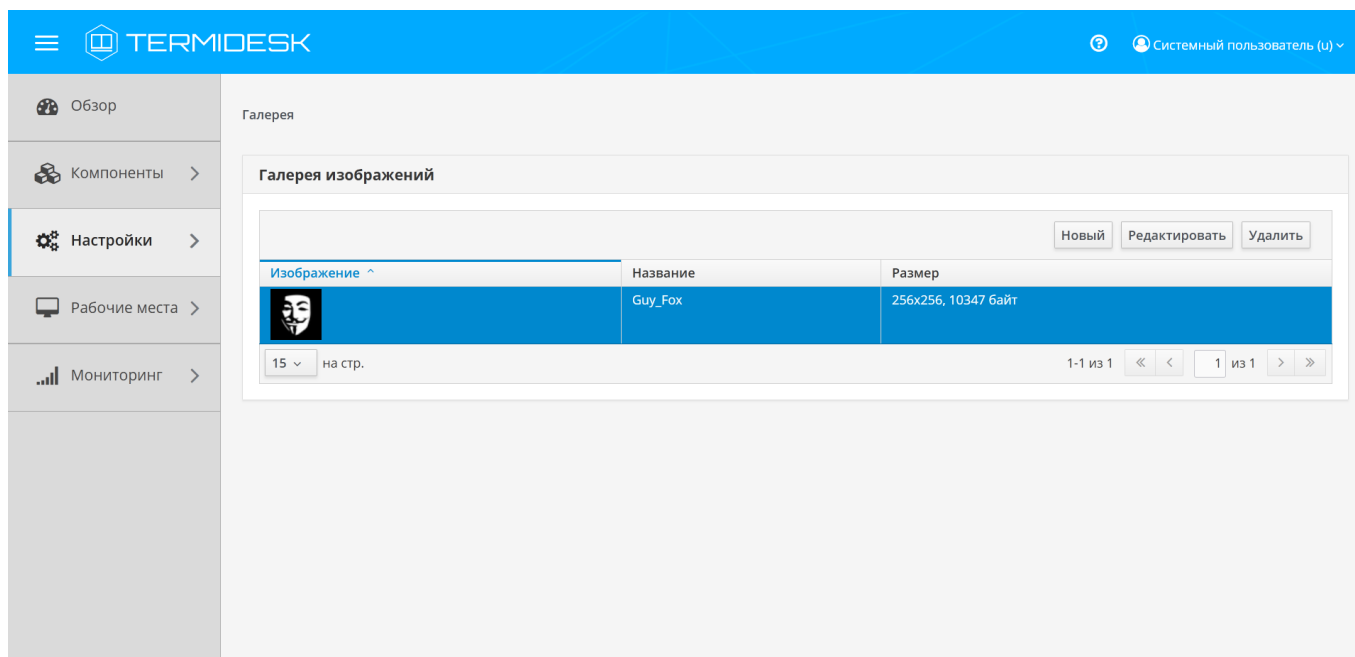 TERMIDESK
Системный пользователь (u)
Обзор
Компоненты
Настройки
Рабочие места
Мониторинг
Галерея
Галерея изображений
Новый Редактировать Удалить
Изображение Название Размер
Guy_Fox 256x256, 10347 байт
15 на стр. 1-1 из 1 « < 1 из 1 > »